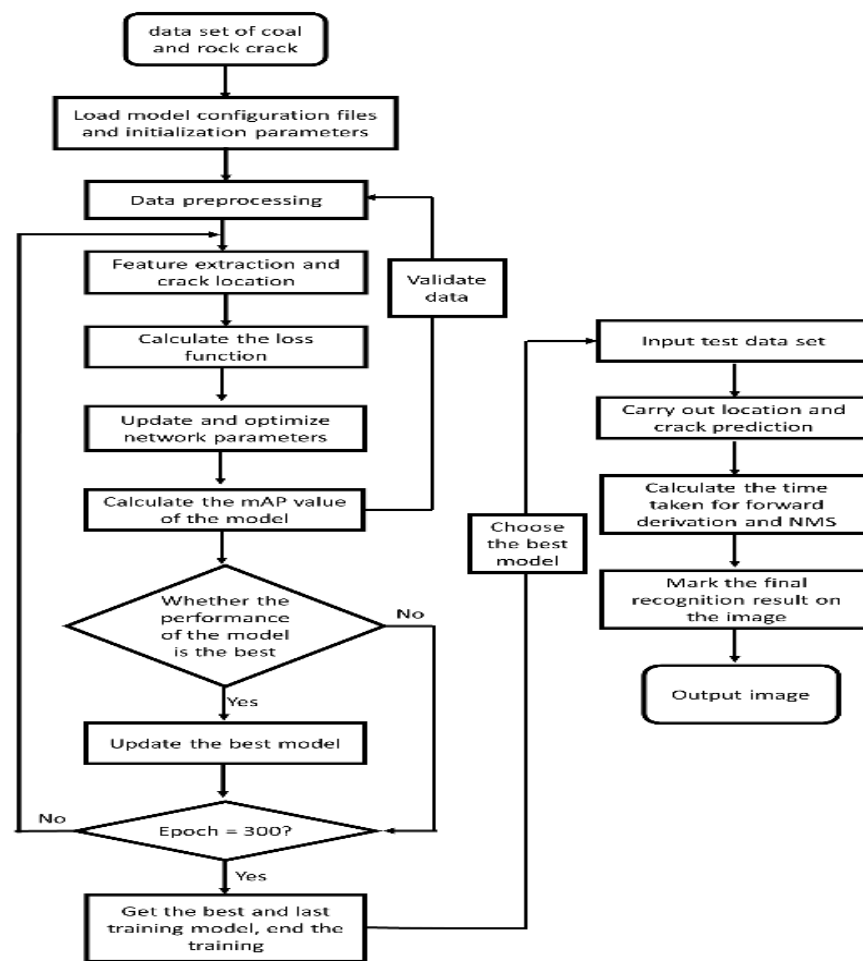 data set of coal
and rock crack
Load model configuration files
and initialization parameters
Data preprocessing
Feature extraction and
crack location
Validate
data
Calculate the loss
function
Update and optimize
network parameters
Calculate the mAP value
of the model
Whether the
performance
of the model
is the best
No
Yes
Update the best model
No
Epoch = 300?
Yes
Get the best and last
training model, end the
training
Choose
the best
model
Input test data set
Carry out location and
crack prediction
Calculate the time
taken for forward
derivation and NMS
Mark the final
recognition result on
the image
Output image